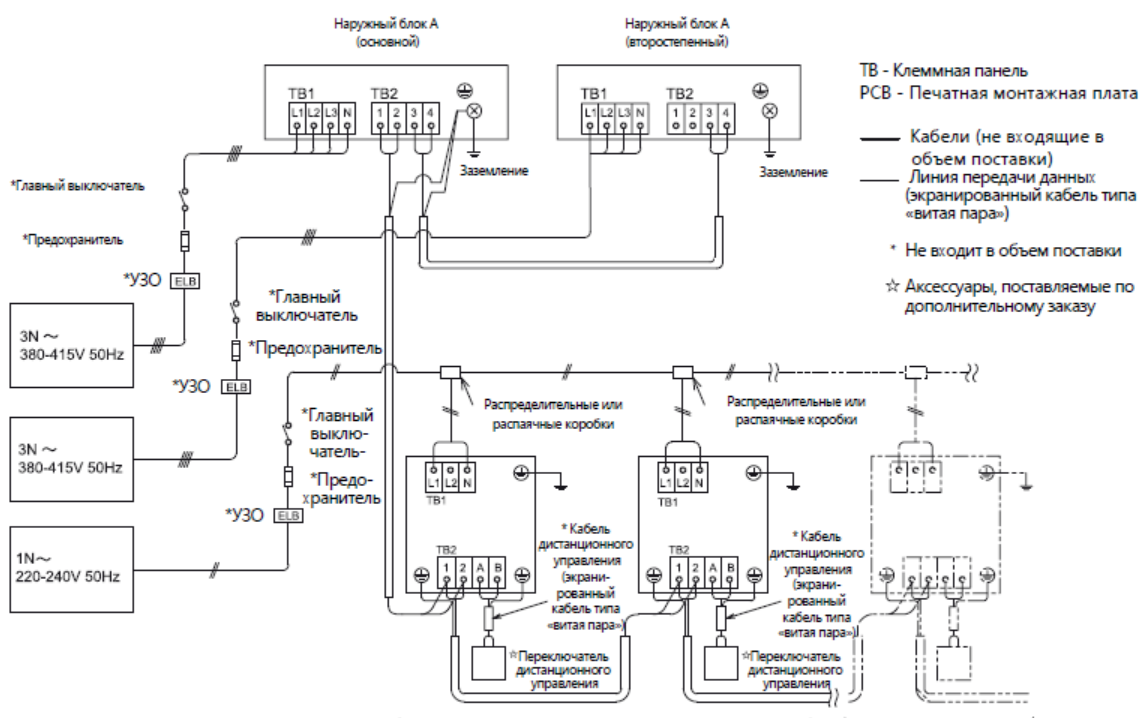 Наружный блок А
(основной)
Наружный блок А
(второстепенный)
ТВ - Клеммная панель
РСВ - Печатная монтажная плата
Кабели (не входящие в
объем поставки)
Линия передачи данных
(экранированный кабель типа
«витая пара»)
* Не входит в объем поставки
☆ Аксессуары, поставляемые по
дополнительному заказу
TB1
TB2
L1 L2 L3 N
1 2 3 4
Заземление
TB1
TB2
L1 L2 L3 N
1 2 3 4
Заземление
*Главный выключатель
*Предохранитель
*УЗО
ELB
3N ~
380-415V 50Hz
*Главный
выключатель
*Предохранитель
*УЗО
ELB
3N ~
380-415V 50Hz
*Главный
выклю-
чатель-
*Предо-
хранитель
*УЗО
ELB
1N~
220-240V 50Hz
Распределительные или
распаячные коробки
Распределительные или
распаячные коробки
L1 L2 N
TB1
TB2
1 2 A B
* Кабель
дистанционного
управления
(экрани-
рованный
кабель типа
«витая пара»)
☆Переключатель
дистанционного
управления
L1 L2 N
TB1
TB2
1 2 A B
* Кабель
дистанционного
управления
(экрани-
рованный
кабель типа
«витая пара»)
☆Переключатель
дистанционного
управления